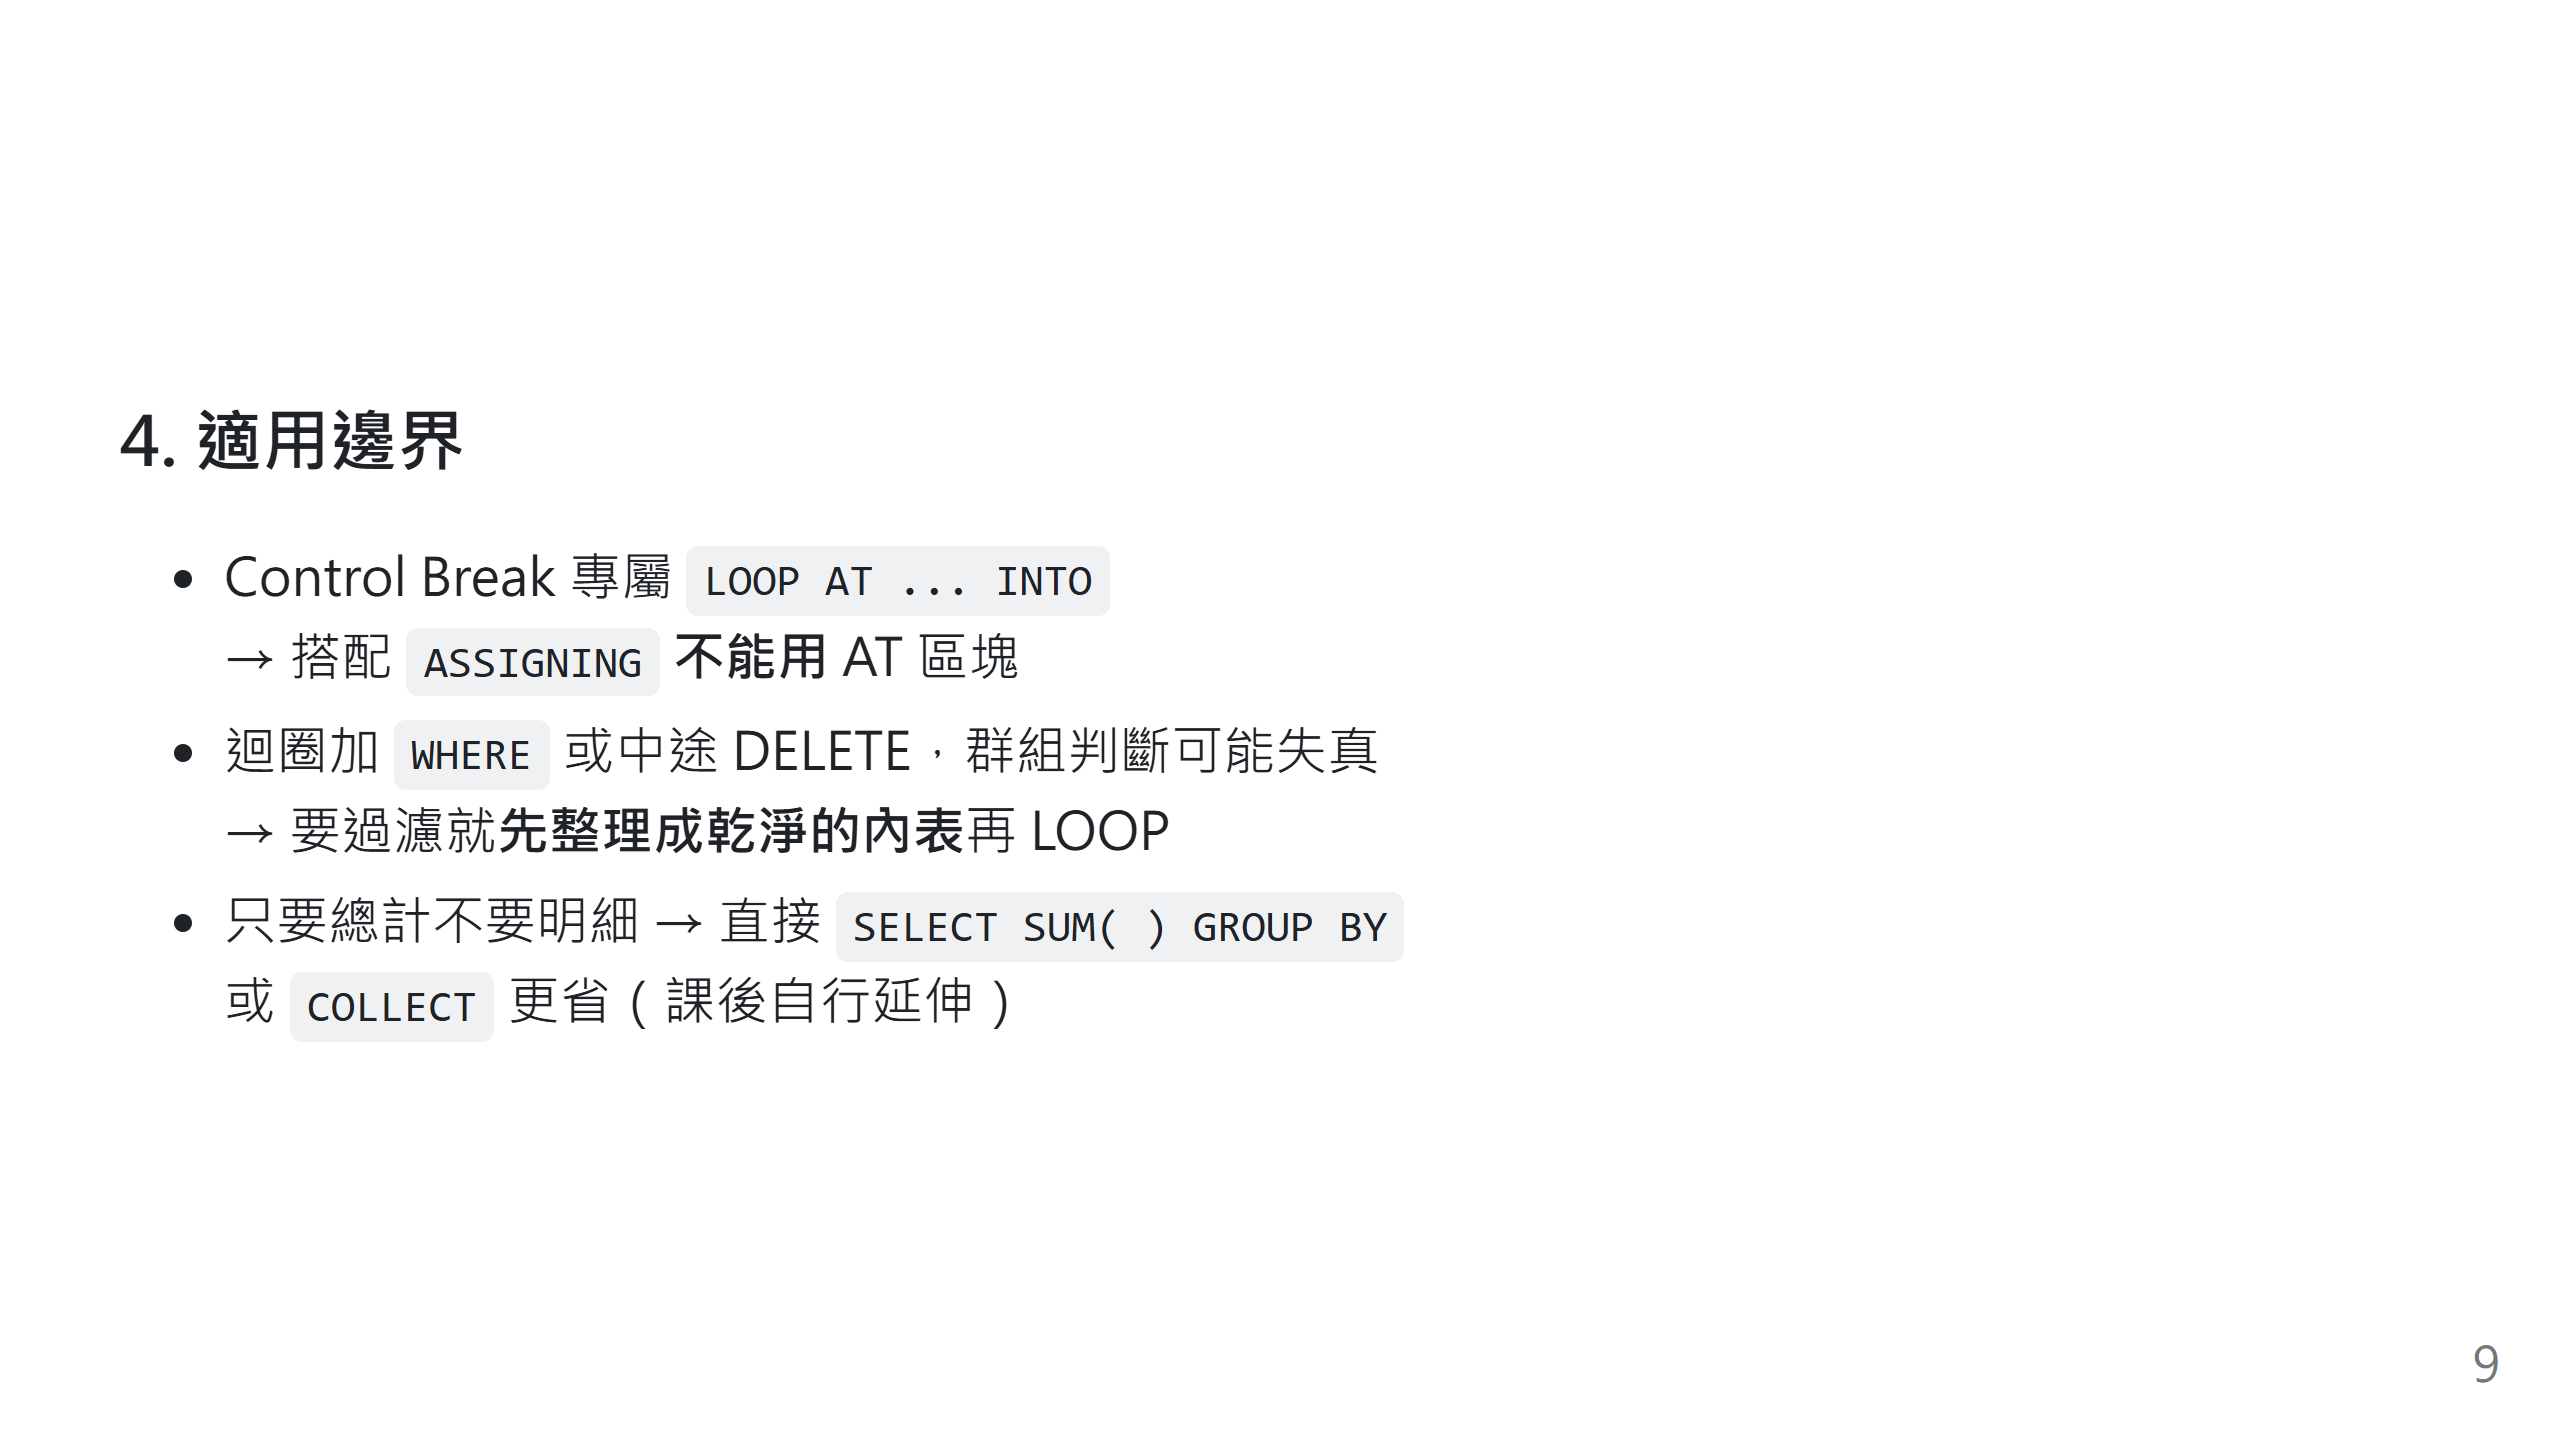 4. 適用邊界
• Control Break 專屬 LOOP AT ... INTO
→ 搭配 ASSIGNING 不能用 AT 區塊
• 迴圈加 WHERE 或中途 DELETE，群組判斷可能失真
→ 要過濾就先整理成乾淨的內表再 LOOP
• 只要總計不要明細 → 直接 SELECT SUM( ) GROUP BY
或 COLLECT 更省（課後自行延伸）
9